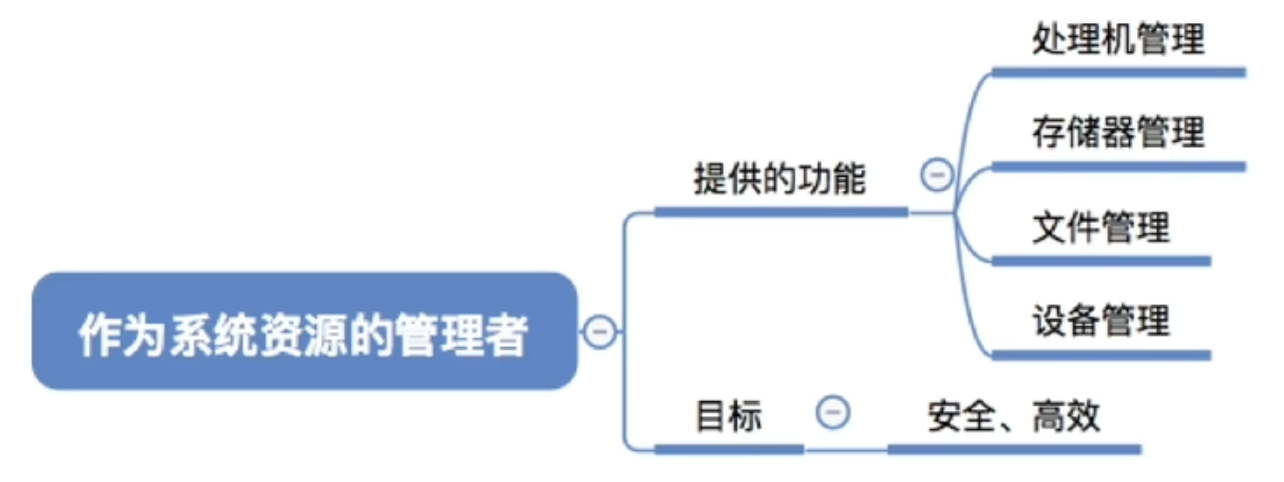 作为系统资源的管理者
提供的功能
处理机管理
存储器管理
文件管理
设备管理
目标
安全、高效